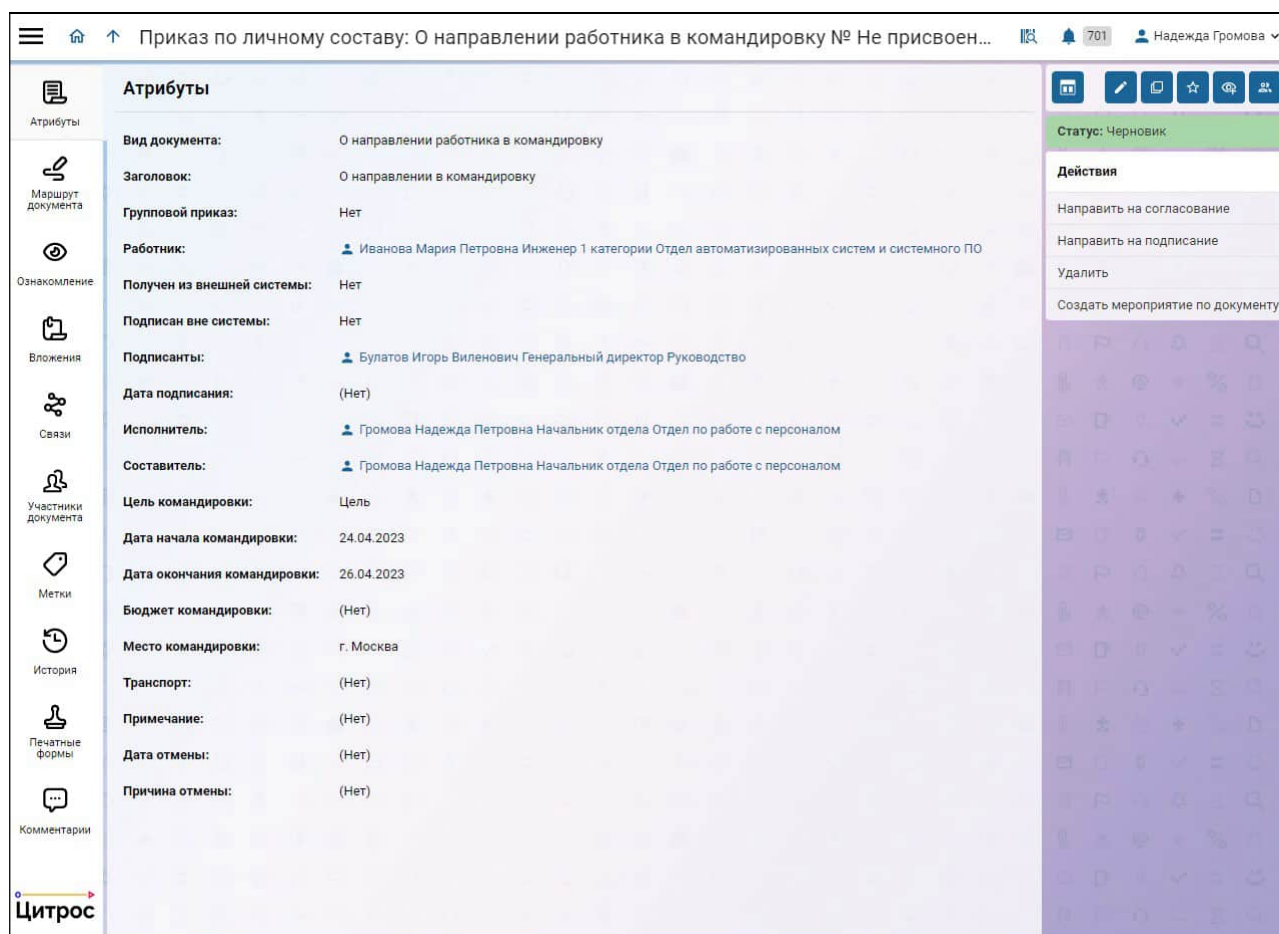 Приказ по личному составу: О направлении работника в командировку № Не присвоен...
701
Надежда Громова
Атрибуты
Маршрут
документа
Ознакомление
Вложения
Связи
Участники
документа
Метки
История
Печатные
формы
Комментарии
Цитрос
Атрибуты
Вид документа: О направлении работника в командировку
Заголовок: О направлении в командировку
Групповой приказ: Нет
Работник: Иванова Мария Петровна Инженер 1 категории Отдел автоматизированных систем и системного ПО
Получен из внешней системы: Нет
Подписан вне системы: Нет
Подписанты: Булатов Игорь Виленович Генеральный директор Руководство
Дата подписания: (Нет)
Исполнитель: Громова Надежда Петровна Начальник отдела Отдел по работе с персоналом
Составитель: Громова Надежда Петровна Начальник отдела Отдел по работе с персоналом
Цель командировки: Цель
Дата начала командировки: 24.04.2023
Дата окончания командировки: 26.04.2023
Бюджет командировки: (Нет)
Место командировки: г. Москва
Транспорт: (Нет)
Примечание: (Нет)
Дата отмены: (Нет)
Причина отмены: (Нет)
Статус: Черновик
Действия
Направить на согласование
Направить на подписание
Удалить
Создать мероприятие по документу